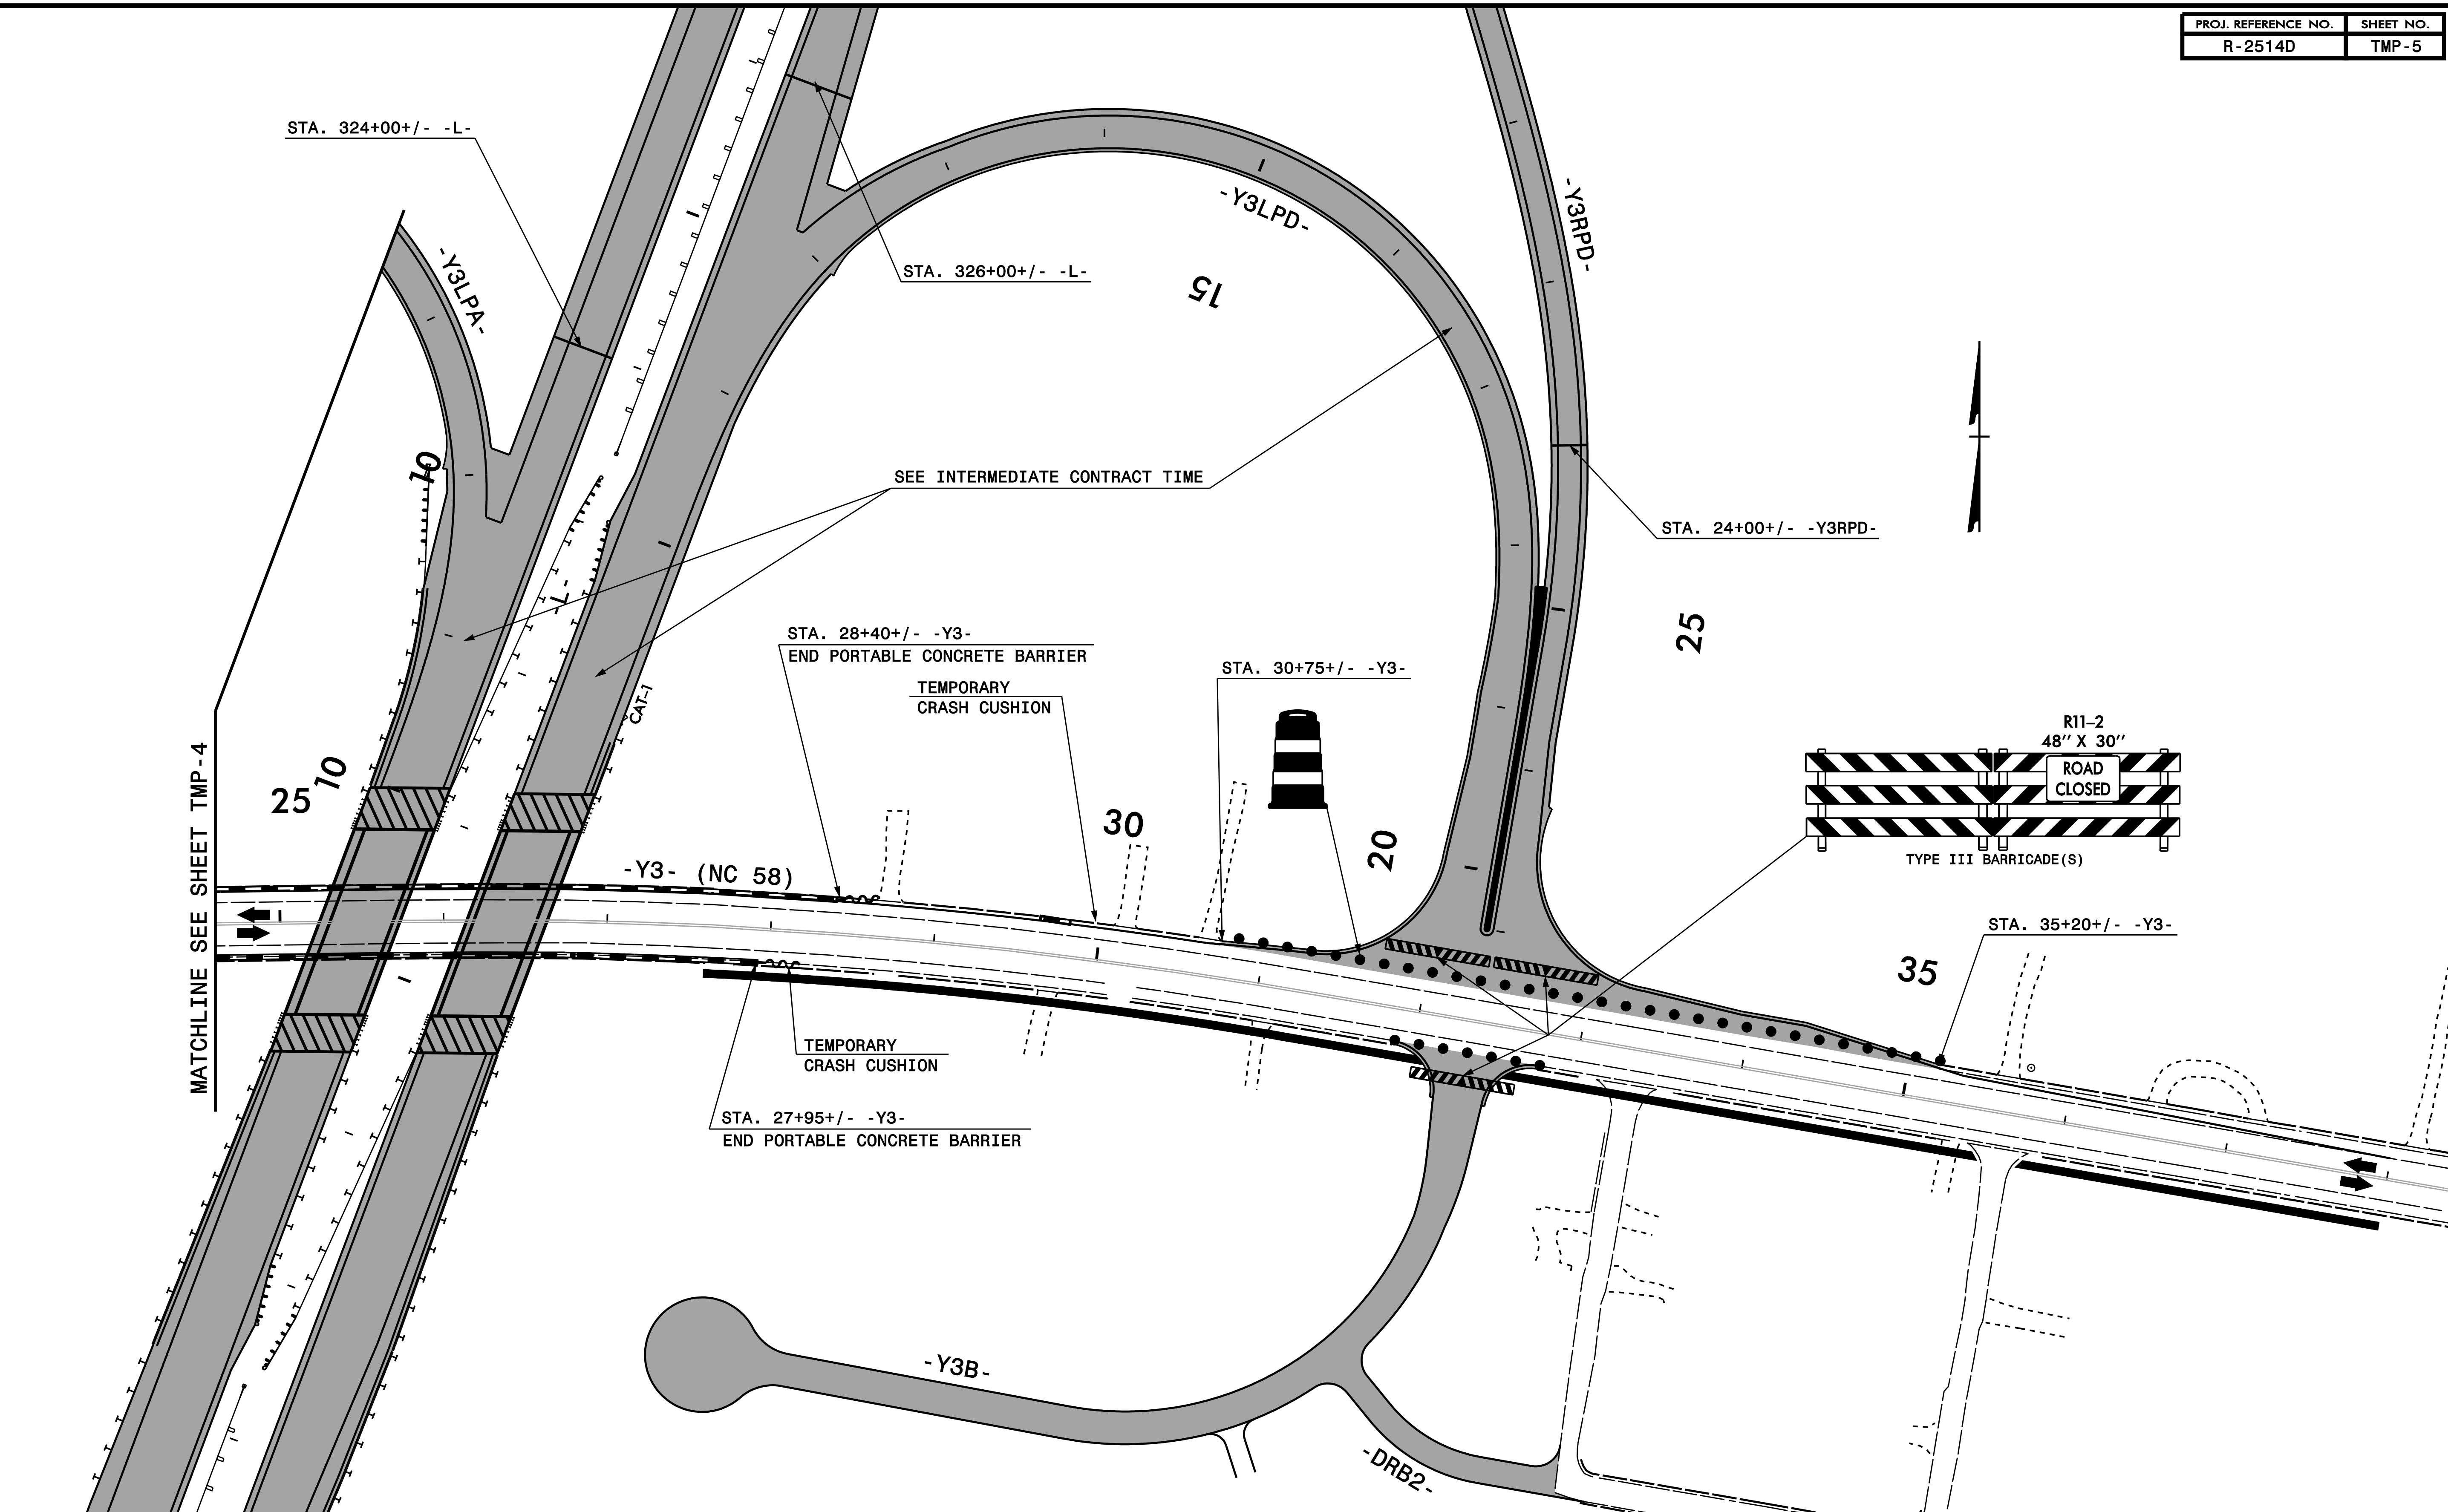 PROJ. REFERENCE NO.
SHEET NO.
R-2514D
TMP-5
STA. 324+00+/- -L-
-Y3LPA-
-Y3LPD-
-Y3RPD-
STA. 326+00+/- -L-
15
10
SEE INTERMEDIATE CONTRACT TIME
STA. 24+00+/- -Y3RPD-
-L-
25
STA. 28+40+/- -Y3-
END PORTABLE CONCRETE BARRIER
STA. 30+75+/- -Y3-
TEMPORARY
CRASH CUSHION
CAT-1
R11-2
48" X 30"
ROAD
CLOSED
TYPE III BARRICADE(S)
MATCHLINE SEE SHEET TMP-4
25
10
30
20
-Y3- (NC 58)
STA. 35+20+/- -Y3-
35
TEMPORARY
CRASH CUSHION
STA. 27+95+/- -Y3-
END PORTABLE CONCRETE BARRIER
-Y3B-
-DRB2-